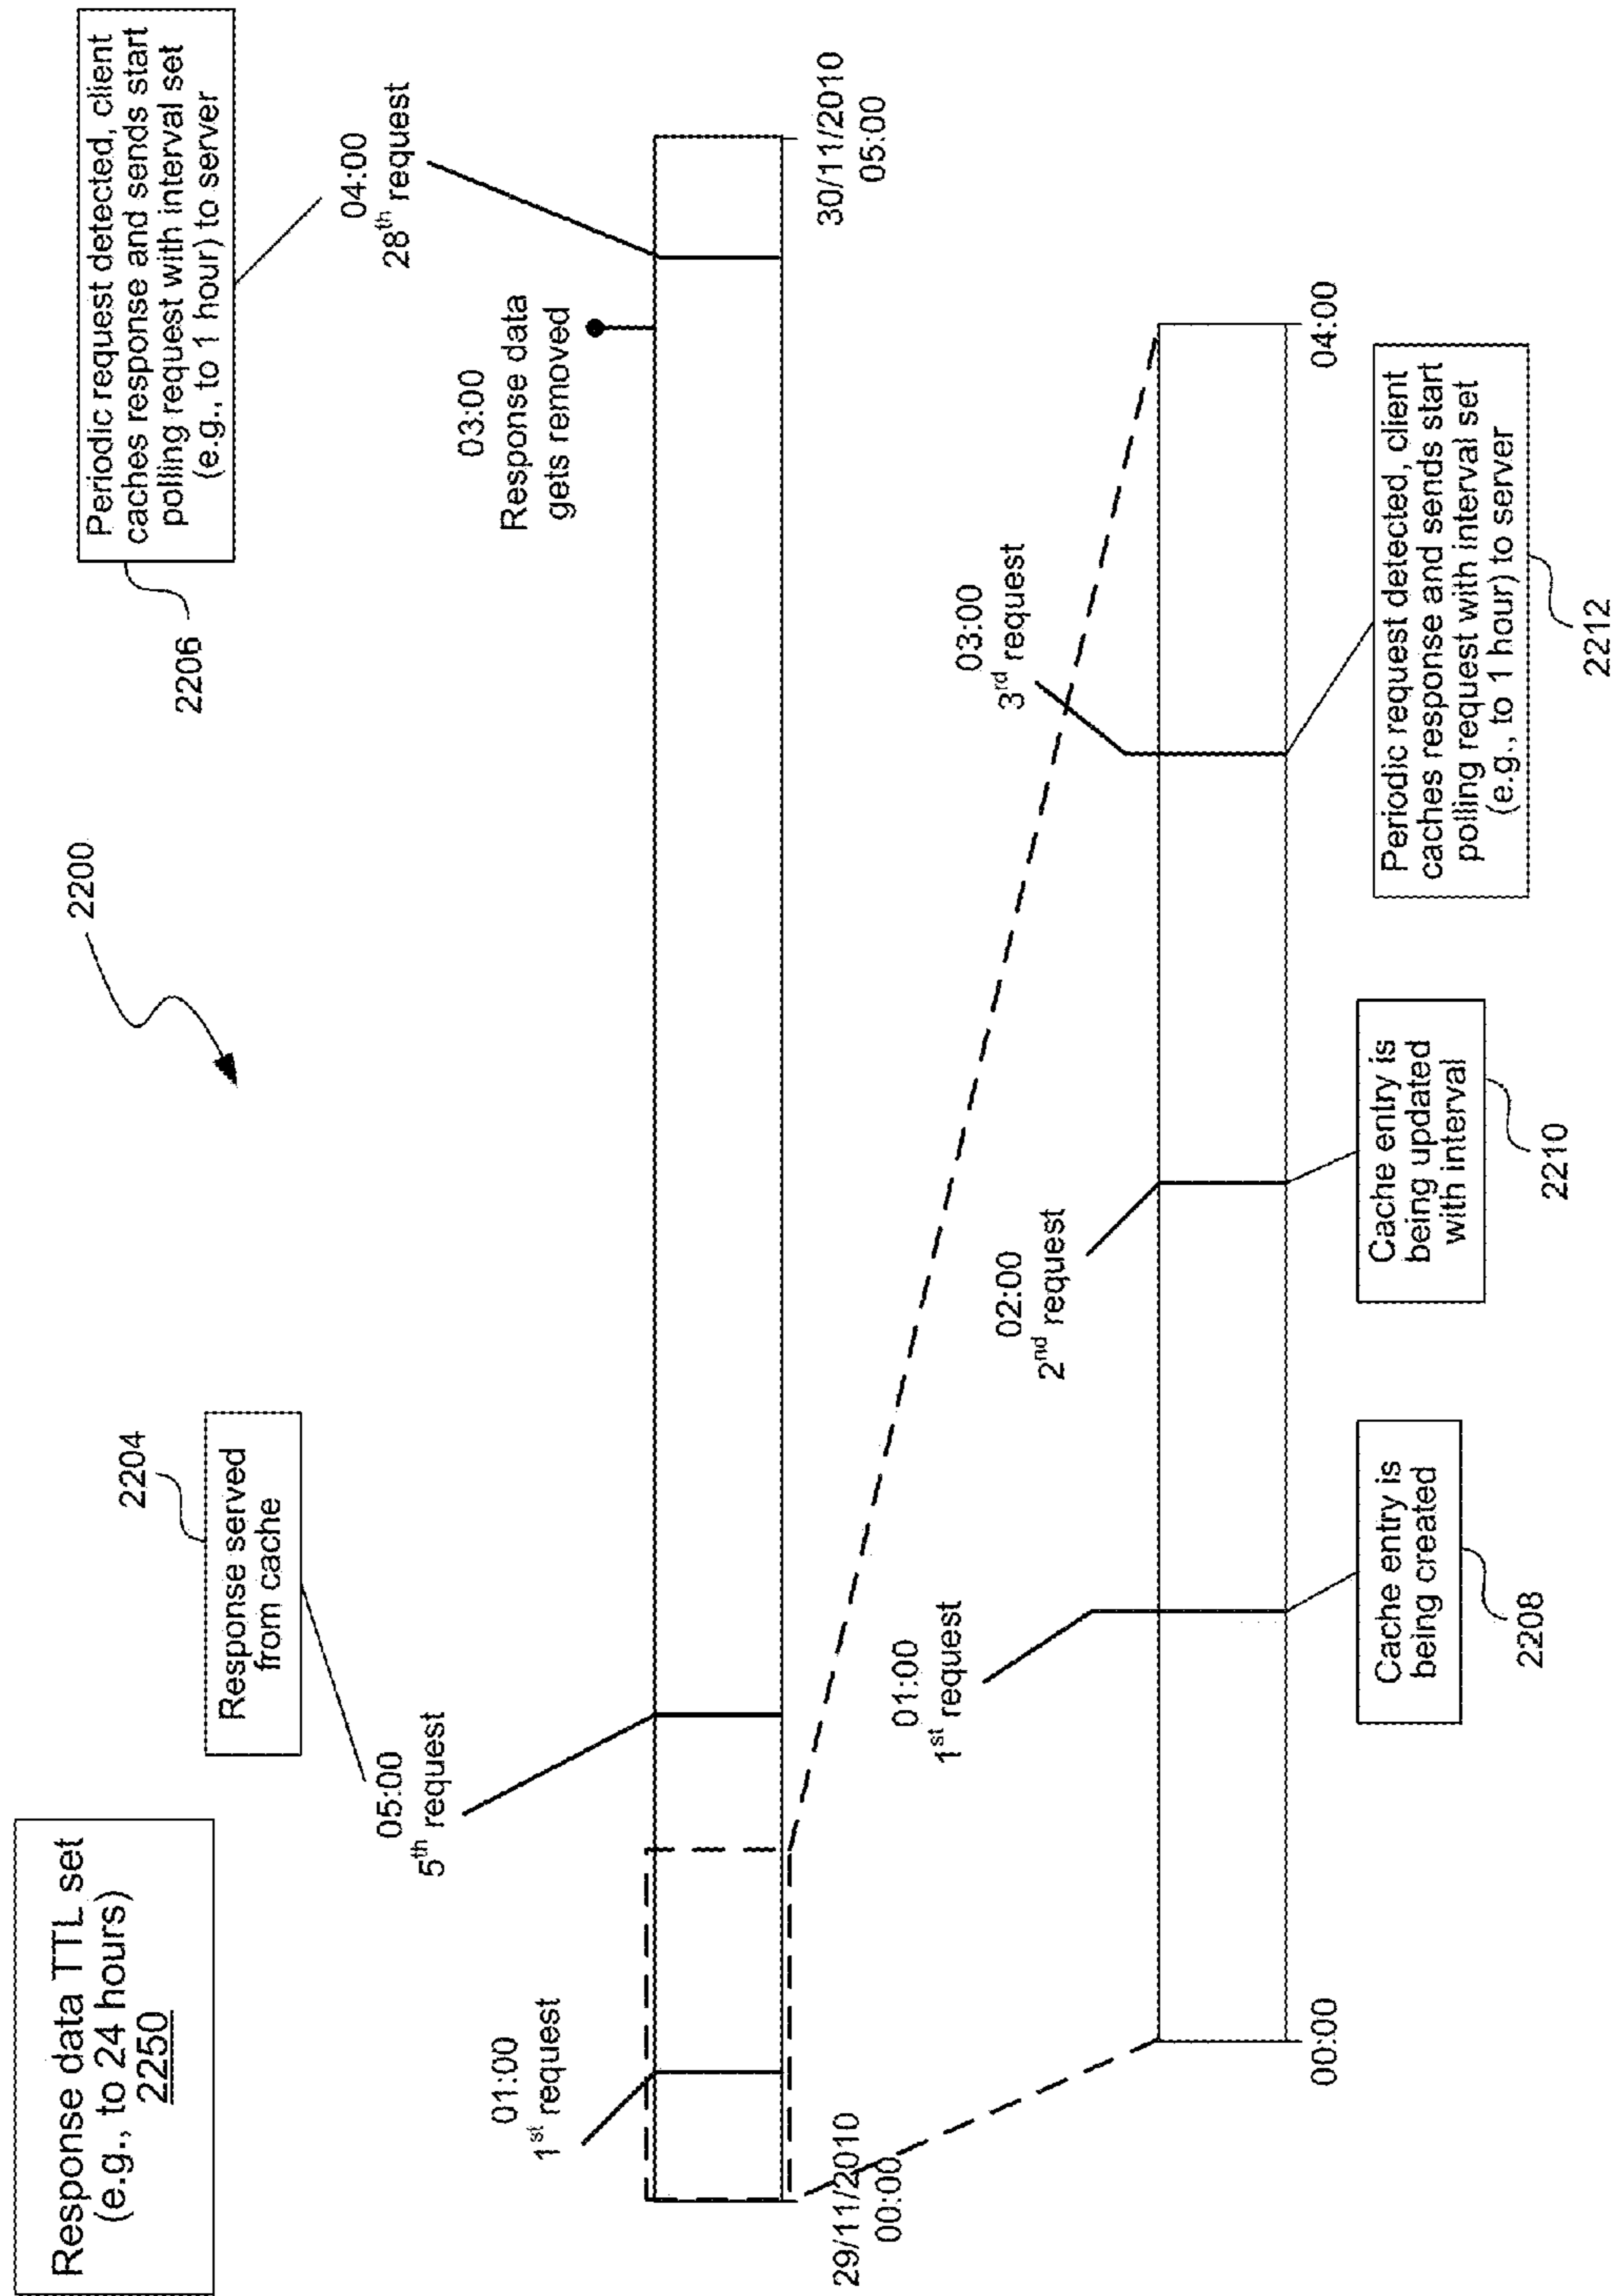 Response data TTL set
(e.g., to 24 hours)
2250
2200
2204
Response served
from cache
2206
Periodic request detected, client
caches response and sends start
polling request with interval set
(e.g., to 1 hour) to server
01:00
1st request
05:00
5th request
03:00
Response data
gets removed
04:00
28th request
29/11/2010
00:00
30/11/2010
05:00
01:00
1st request
02:00
2nd request
03:00
3rd request
00:00
04:00
Cache entry is
being created
2208
Cache entry is
being updated
with interval
2210
Periodic request detected, client
caches response and sends start
polling request with interval set
(e.g., to 1 hour) to server
2212